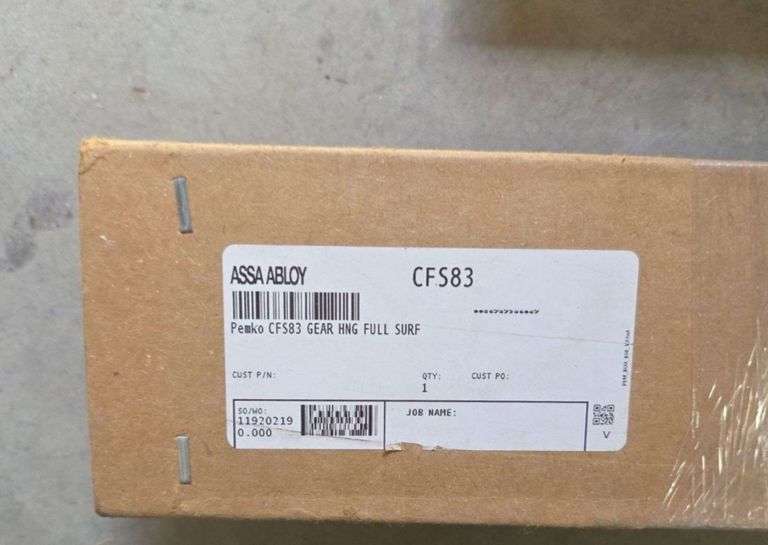 ASSA ABLOY
CFS83
Pemko CFS83 GEAR HNG FULL SURF
CUST P/N:
QTY:
1
CUST PO:
SO/WO:
11920219
0.000
JOB NAME:
V